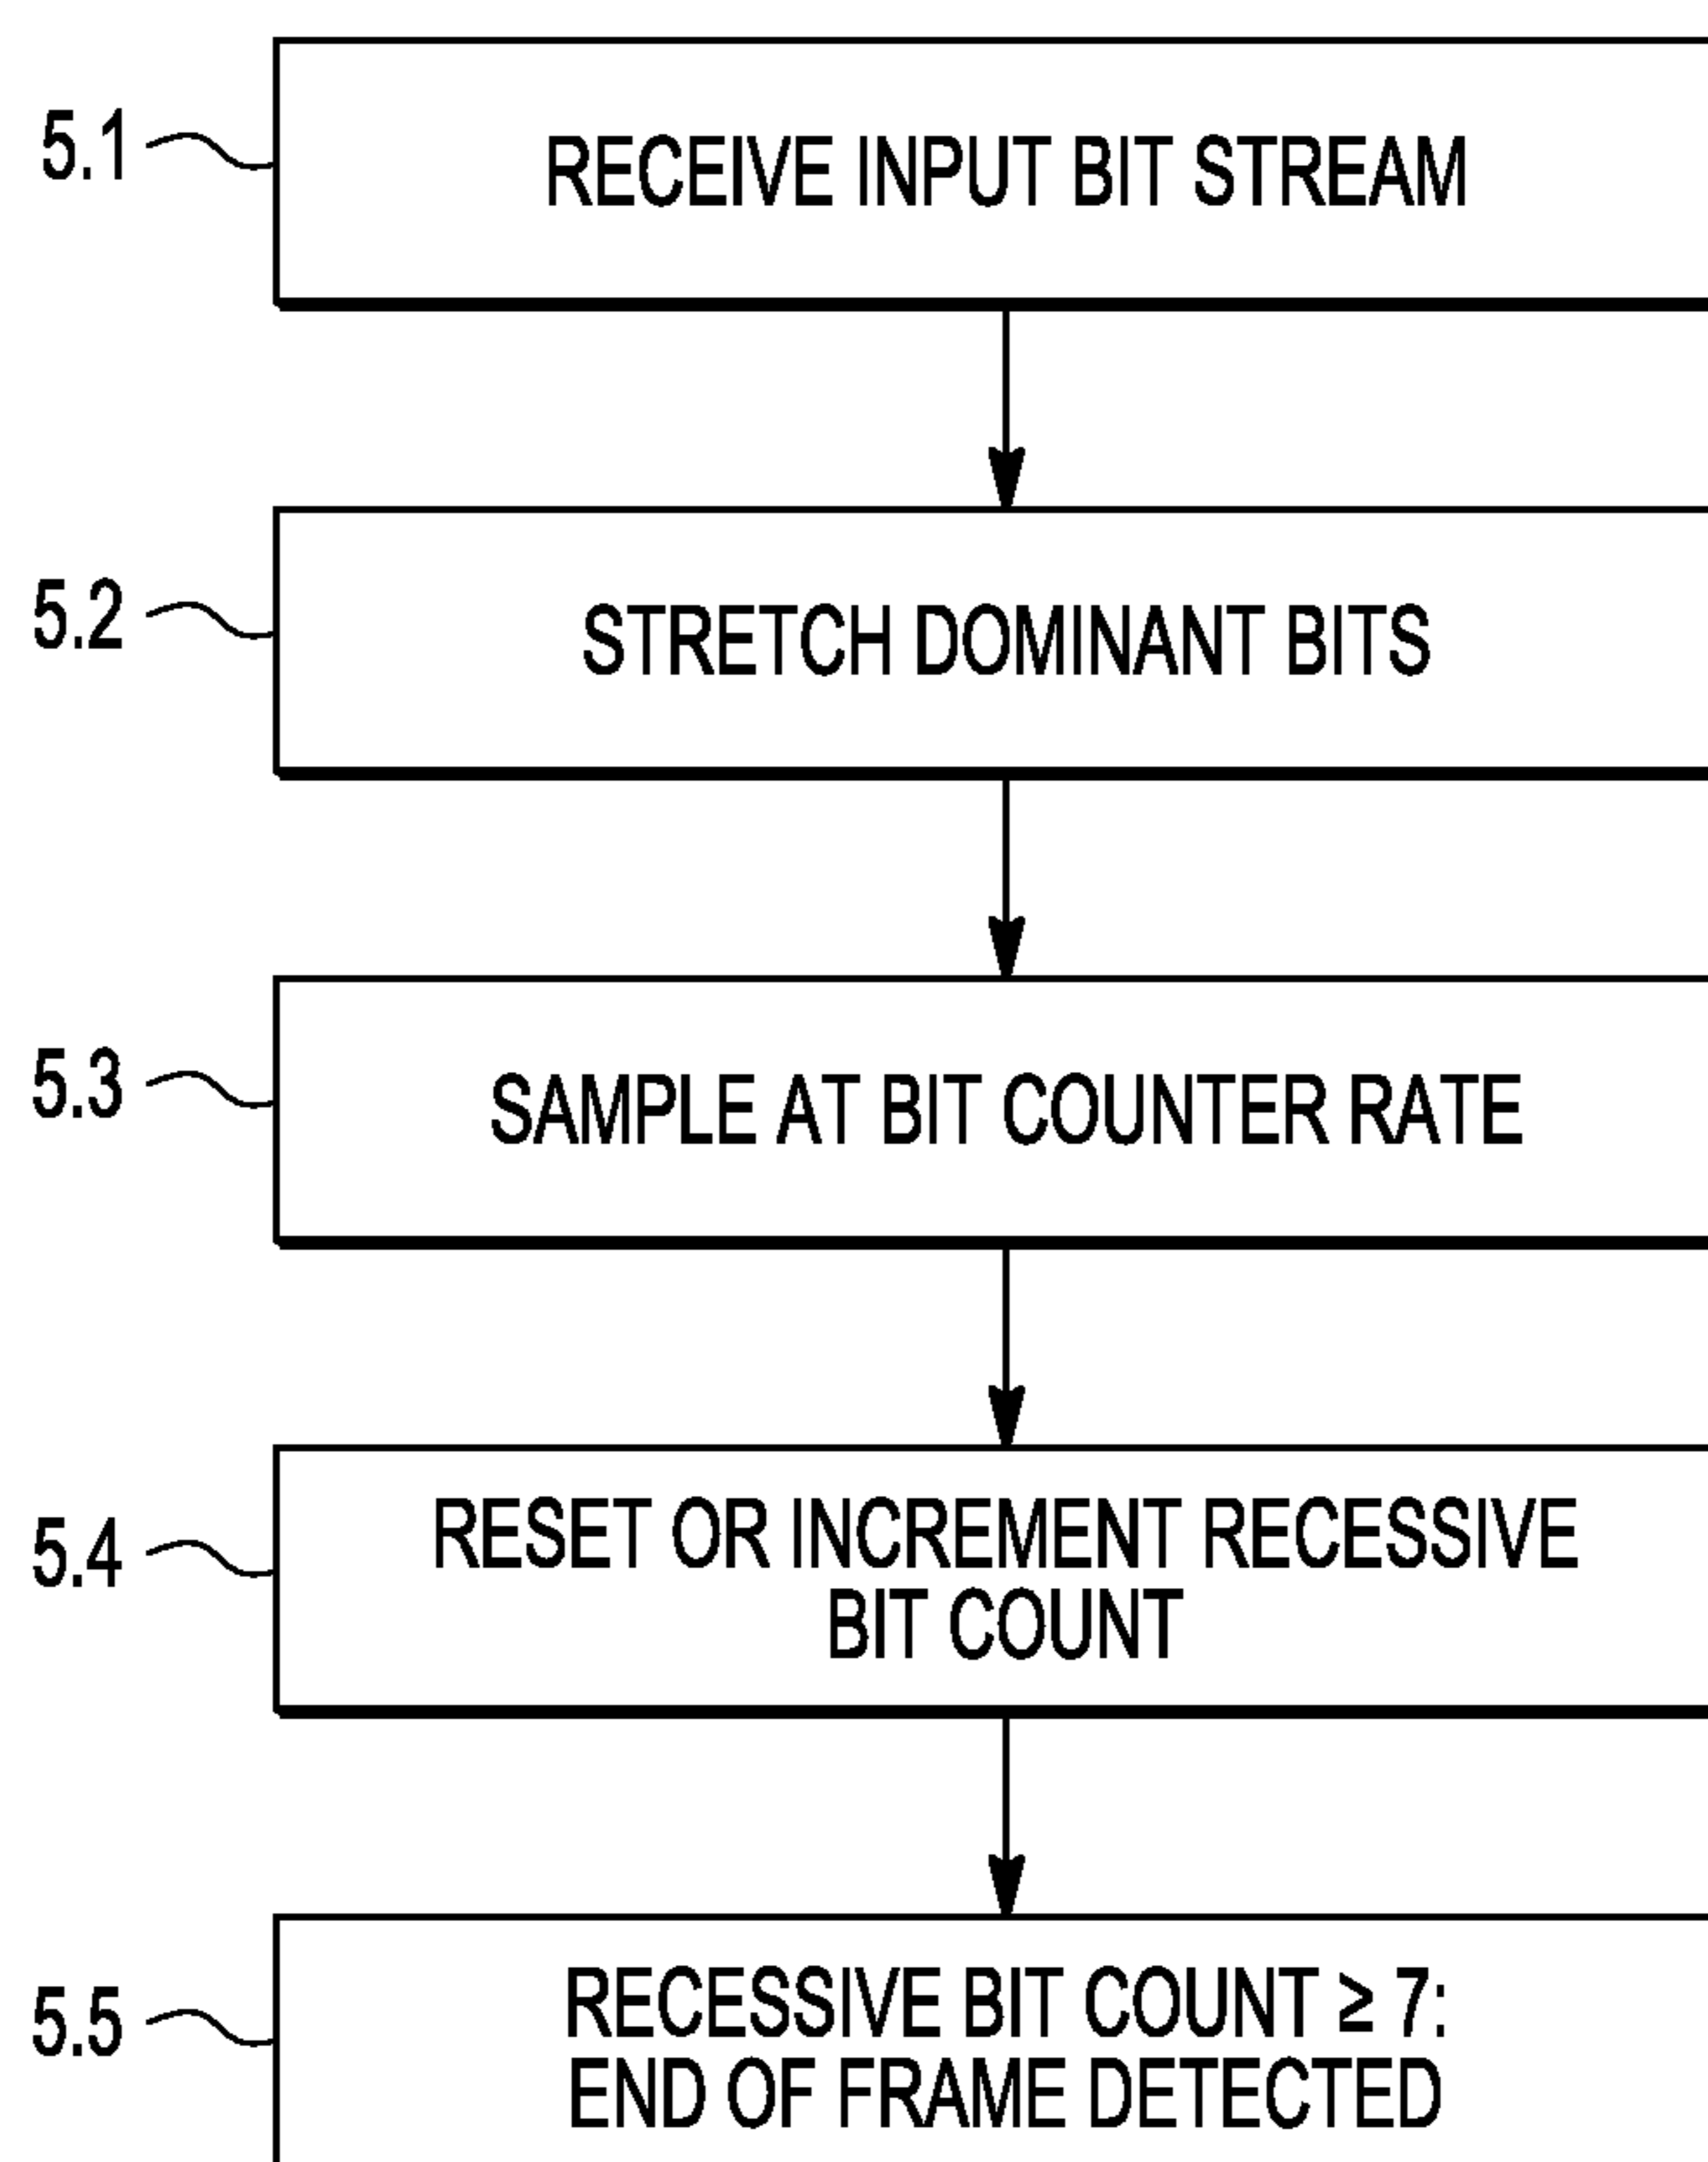 5.1
RECEIVE INPUT BIT STREAM
5.2
STRETCH DOMINANT BITS
5.3
SAMPLE AT BIT COUNTER RATE
5.4
RESET OR INCREMENT RECESSIVE
BIT COUNT
5.5
RECESSIVE BIT COUNT ≥ 7:
END OF FRAME DETECTED